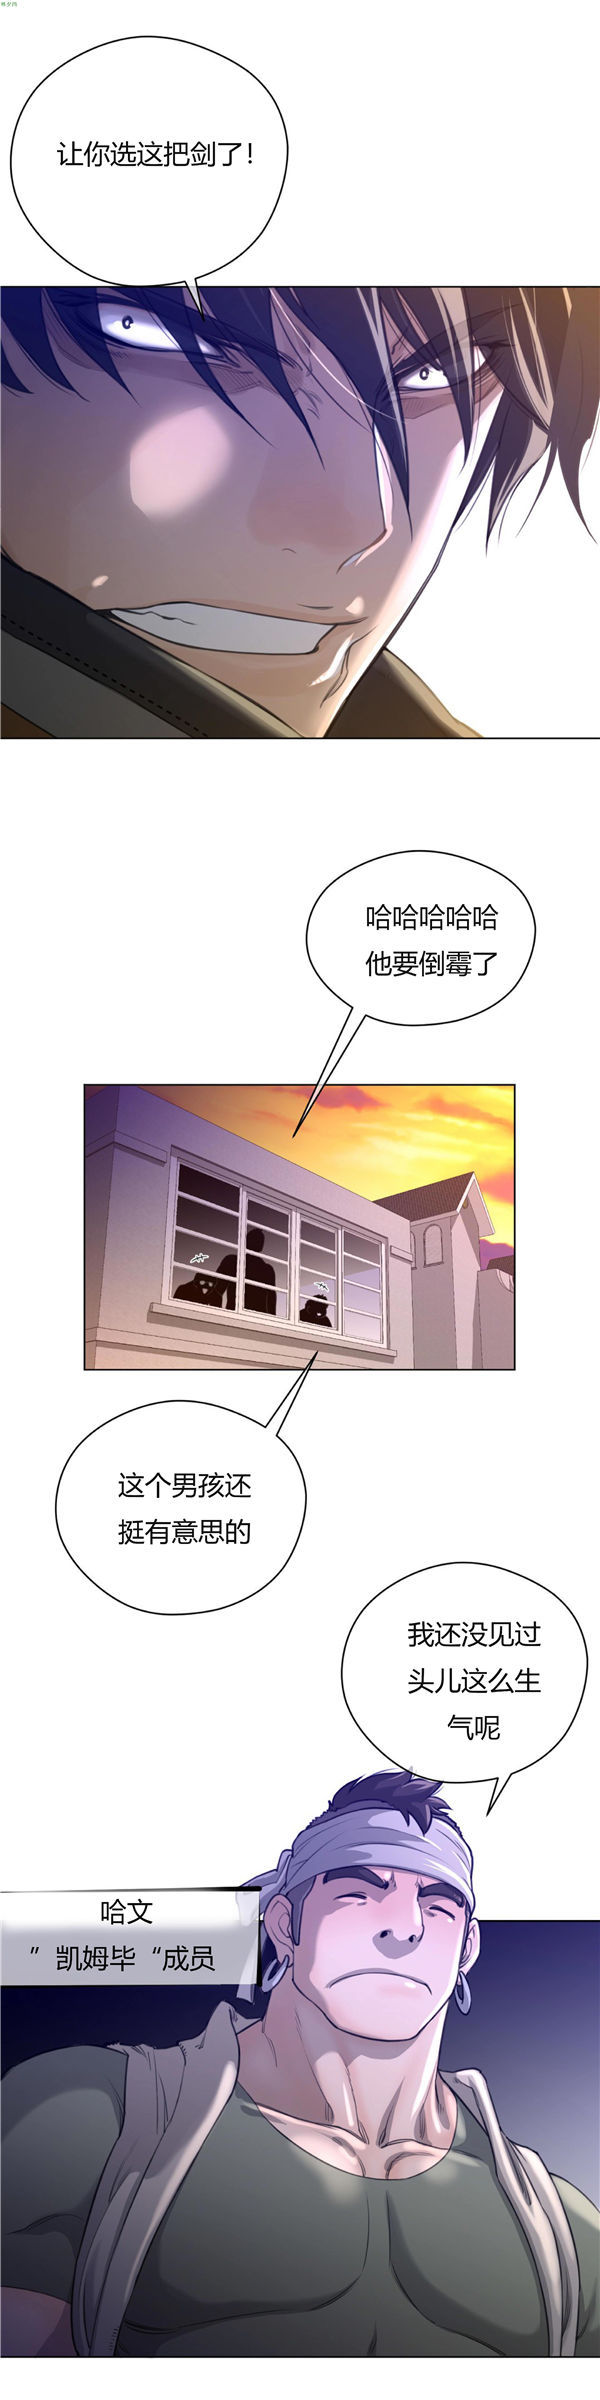 让你选这把剑了！
哈哈哈哈哈
他要倒霉了
这个男孩还
挺有意思的
我还没见过
头儿这么生
气呢
哈文
”凯姆毕“成员